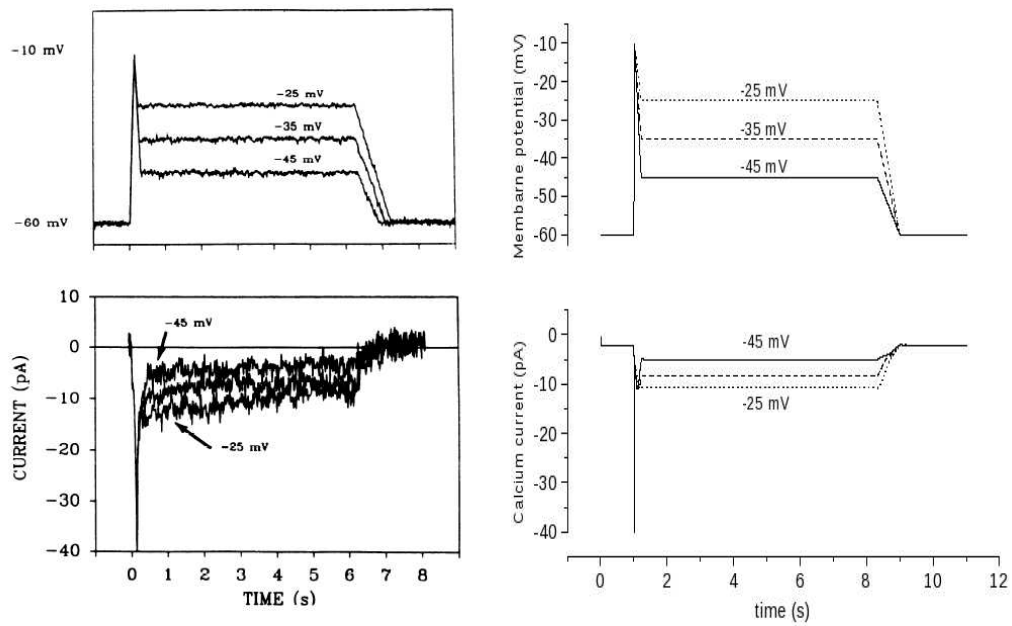 -10 mV
-25 mV
-35 mV
-45 mV
-60 mV
10
0
-10
-20
-30
-40
CURRENT (pA)
-45 mV
-25 mV
0 1 2 3 4 5 6 7 8
TIME (s)
-10
-20
-30
-40
-50
-60
Membarne potential (mV)
-25 mV
-35 mV
-45 mV
0
-10
-20
-30
-40
Calcium current (pA)
-45 mV
-25 mV
0 2 4 6 8 10 12
time (s)